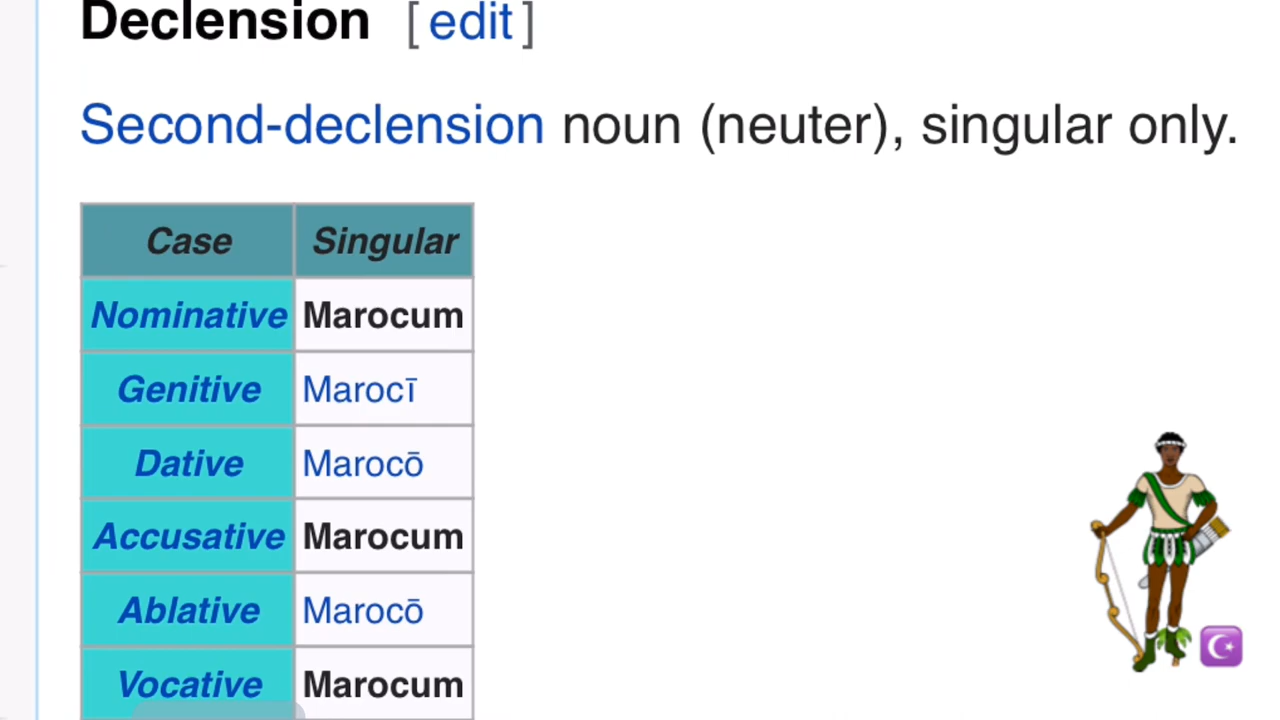 Declension [ edit ]
Second-declension noun (neuter), singular only.
Case Singular
Nominative Marocum
Genitive Marocī
Dative Marocō
Accusative Marocum
Ablative Marocō
Vocative Marocum